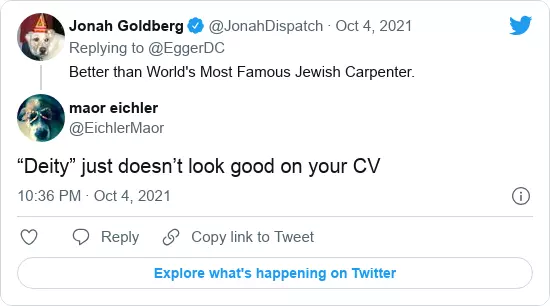 Jonah Goldberg @JonahDispatch · Oct 4, 2021
Replying to @EggerDC
Better than World's Most Famous Jewish Carpenter.
maor eichler
@EichlerMaor
“Deity” just doesn’t look good on your CV
10:36 PM · Oct 4, 2021
Reply
Copy link to Tweet
Explore what's happening on Twitter